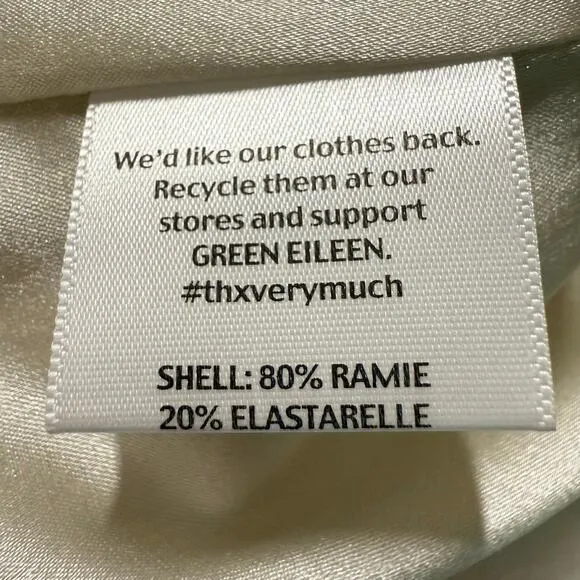 We'd like our clothes back.
Recycle them at our
stores and support
GREEN EILEEN.
#thxverymuch
SHELL: 80% RAMIE
20% ELASTARELLE